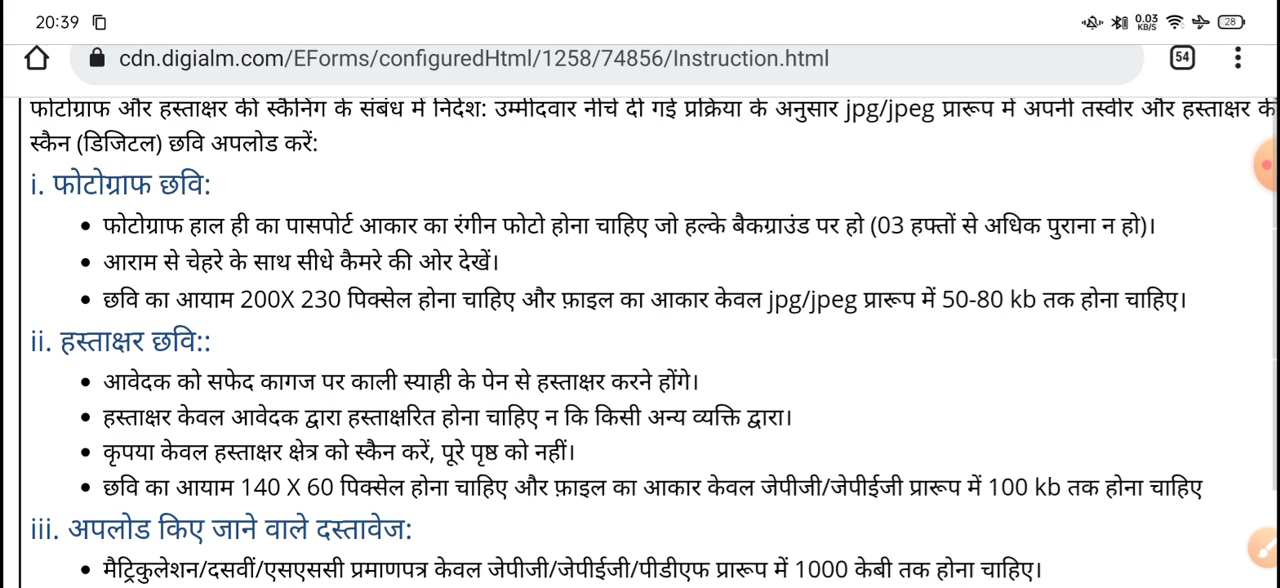 20:39
0.03 KB/S
28
cdn.digialm.com/EForms/configuredHtml/1258/74856/Instruction.html
54
फोटोग्राफ और हस्ताक्षर की स्कैनिंग के संबंध में निर्देश: उम्मीदवार नीचे दी गई प्रक्रिया के अनुसार jpg/jpeg प्रारूप में अपनी तस्वीर और हस्ताक्षर की
स्कैन (डिजिटल) छवि अपलोड करें:
i. फोटोग्राफ छवि:
• फोटोग्राफ हाल ही का पासपोर्ट आकार का रंगीन फोटो होना चाहिए जो हल्के बैकग्राउंड पर हो (03 हफ्तों से अधिक पुराना न हो)।
• आराम से चेहरे के साथ सीधे कैमरे की ओर देखें।
• छवि का आयाम 200X 230 पिक्सेल होना चाहिए और फ़ाइल का आकार केवल jpg/jpeg प्रारूप में 50-80 kb तक होना चाहिए।
ii. हस्ताक्षर छवि::
• आवेदक को सफेद कागज पर काली स्याही के पेन से हस्ताक्षर करने होंगे।
• हस्ताक्षर केवल आवेदक द्वारा हस्ताक्षरित होना चाहिए न कि किसी अन्य व्यक्ति द्वारा।
• कृपया केवल हस्ताक्षर क्षेत्र को स्कैन करें, पूरे पृष्ठ को नहीं।
• छवि का आयाम 140 X 60 पिक्सेल होना चाहिए और फ़ाइल का आकार केवल जेपीजी/जेपीईजी प्रारूप में 100 kb तक होना चाहिए
iii. अपलोड किए जाने वाले दस्तावेज:
• मैट्रिकुलेशन/दसवीं/एसएससी प्रमाणपत्र केवल जेपीजी/जेपीईजी/पीडीएफ प्रारूप में 1000 केबी तक होना चाहिए।